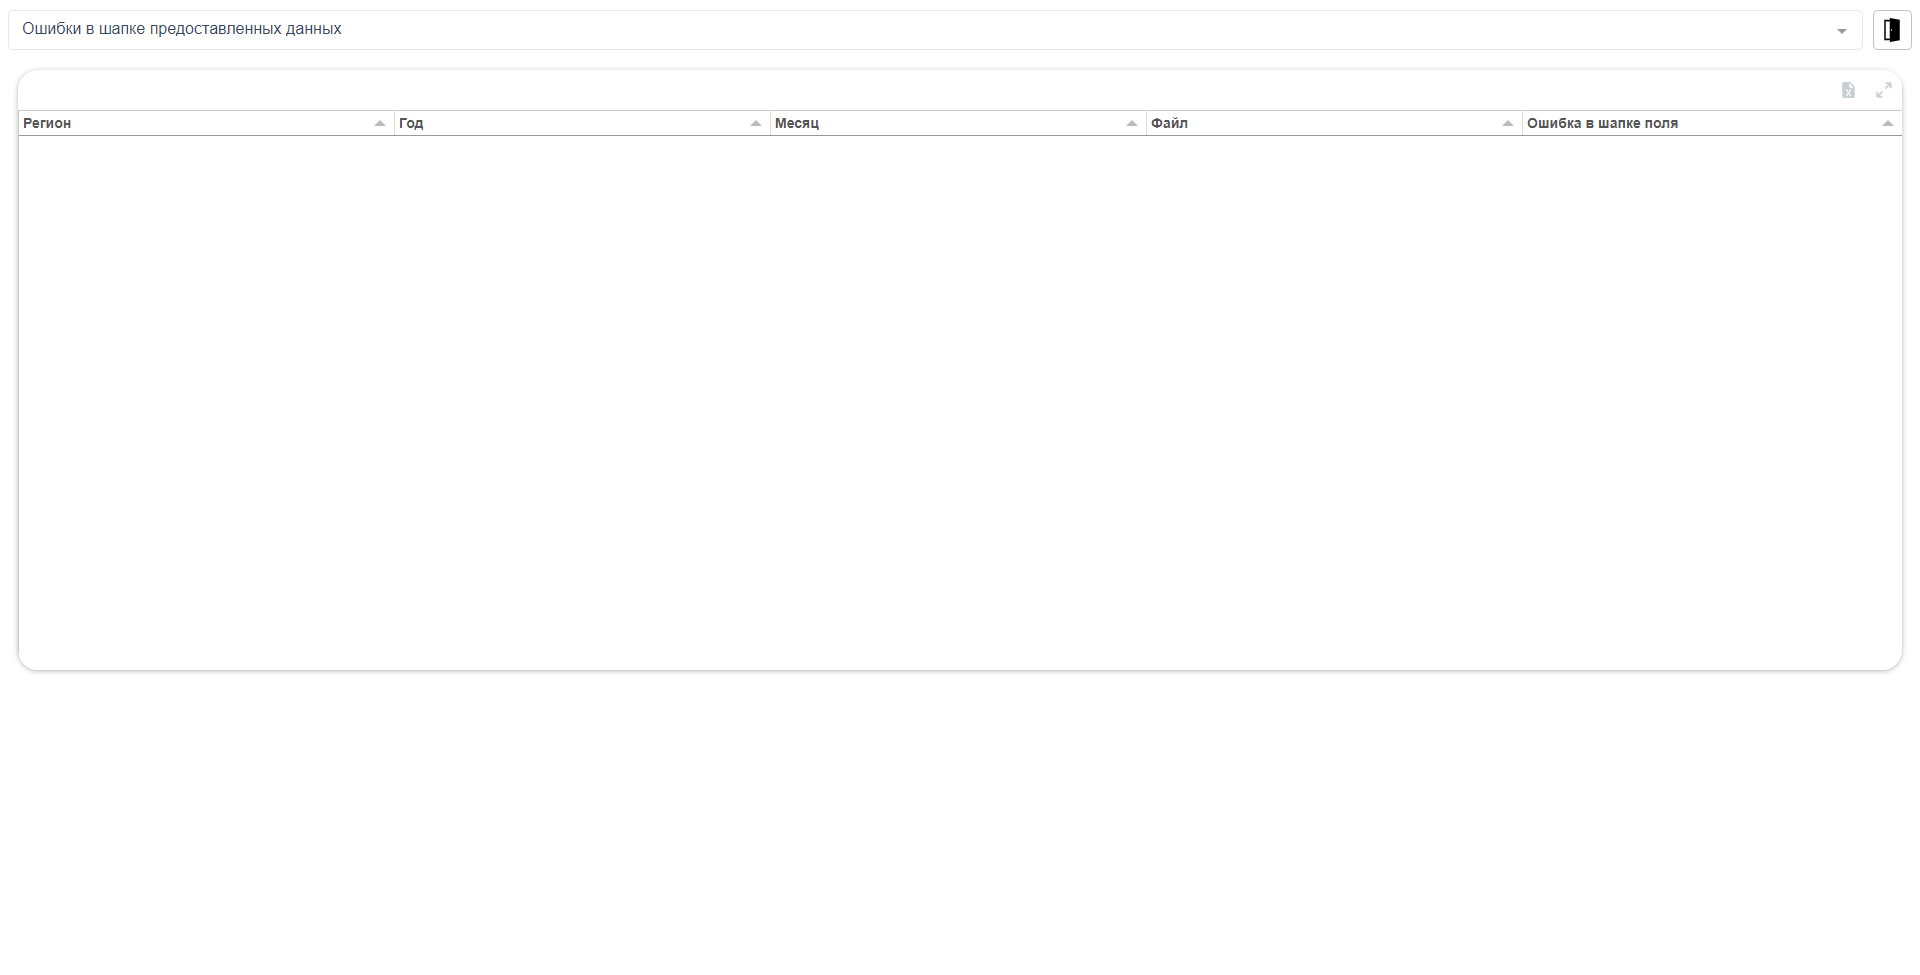 Ошибки в шапке предоставленных данных
Регион Год Месяц Файл Ошибка в шапке поля